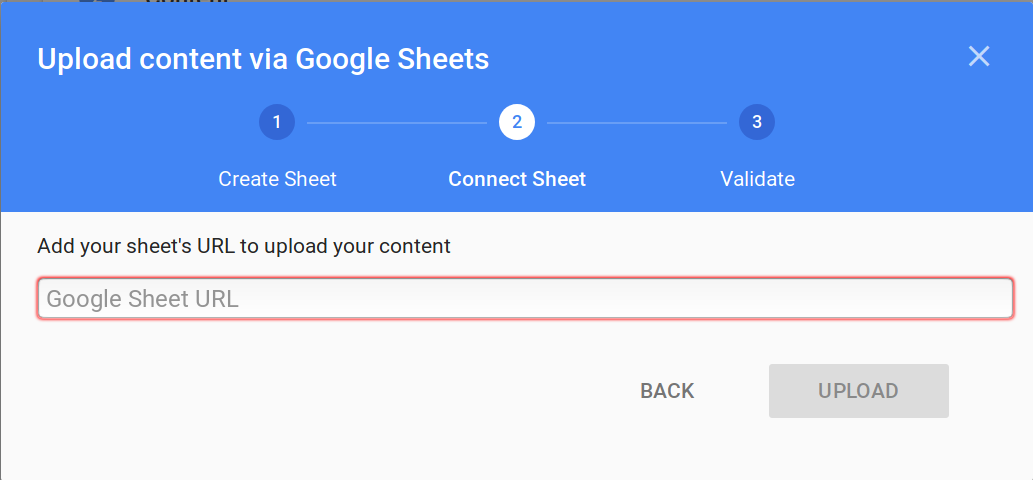 Upload content via Google Sheets
1
2
3
Create Sheet
Connect Sheet
Validate
Add your sheet's URL to upload your content
Google Sheet URL
BACK
UPLOAD